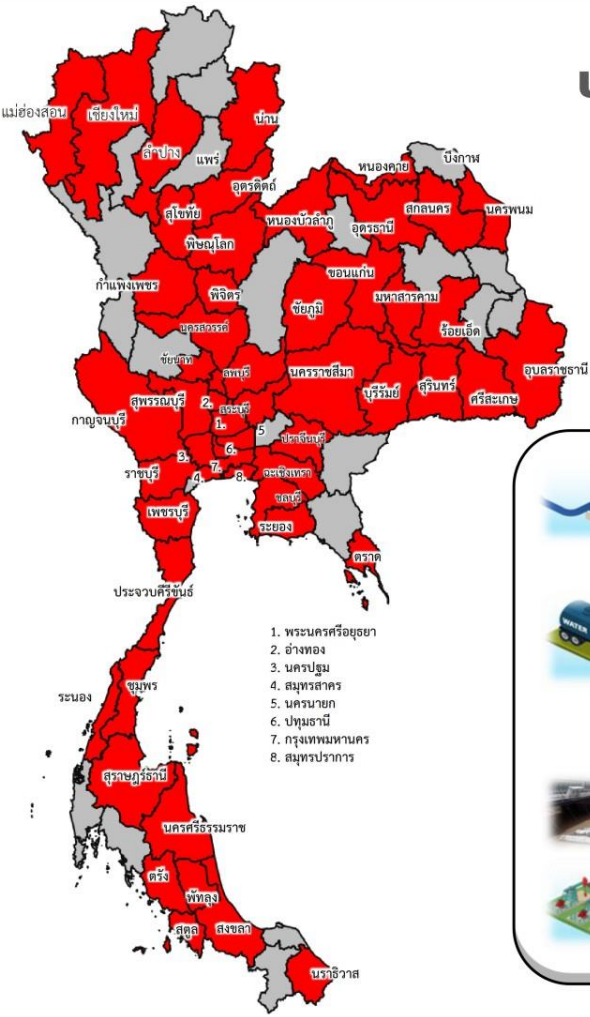 แม่ฮ่องสอน
เชียงใหม่
น่าน
ลำปาง
แพร่
อุตรดิตถ์
หนองคาย
บึงกาฬ
สุโขทัย
หนองบัวลำภู
อุดรธานี
สกลนคร
นครพนม
พิษณุโลก
ขอนแก่น
กำแพงเพชร
พิจิตร
ชัยภูมิ
มหาสารคาม
ร้อยเอ็ด
นครสวรรค์
ชัยนาท
ลพบุรี
นครราชสีมา
อุบลราชธานี
สุพรรณบุรี
2.
สระบุรี
บุรีรัมย์
สุรินทร์
ศรีสะเกษ
กาญจนบุรี
1.
5
ปราจีนบุรี
6.
3.
7.
ราชบุรี
4.
8.
ฉะเชิงเทรา
ชลบุรี
เพชรบุรี
ระยอง
ตราด
ประจวบคีรีขันธ์
1. พระนครศรีอยุธยา
2. อ่างทอง
3. นครปฐม
4. สมุทรสาคร
5. นครนายก
6. ปทุมธานี
7. กรุงเทพมหานคร
8. สมุทรปราการ
ระนอง
ชุมพร
สุราษฎร์ธานี
นครศรีธรรมราช
ตรัง
พัทลุง
สตูล
สงขลา
นราธิวาส
WATER